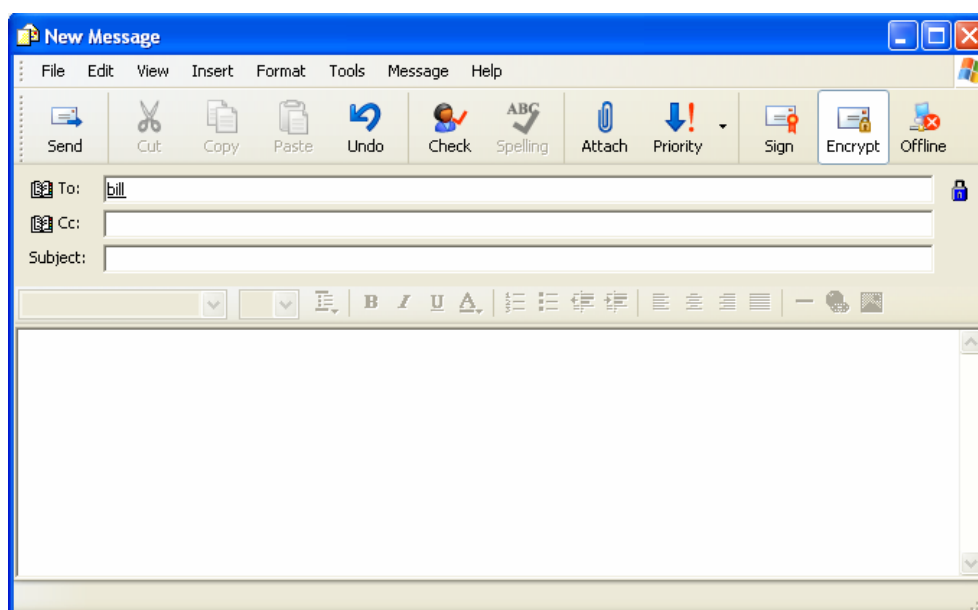 New Message
File Edit View Insert Format Tools Message Help
ABC
Send Cut Copy Paste Undo Check Spelling Attach Priority Sign Encrypt Offline
To: bill
Cc:
Subject:
B I U A